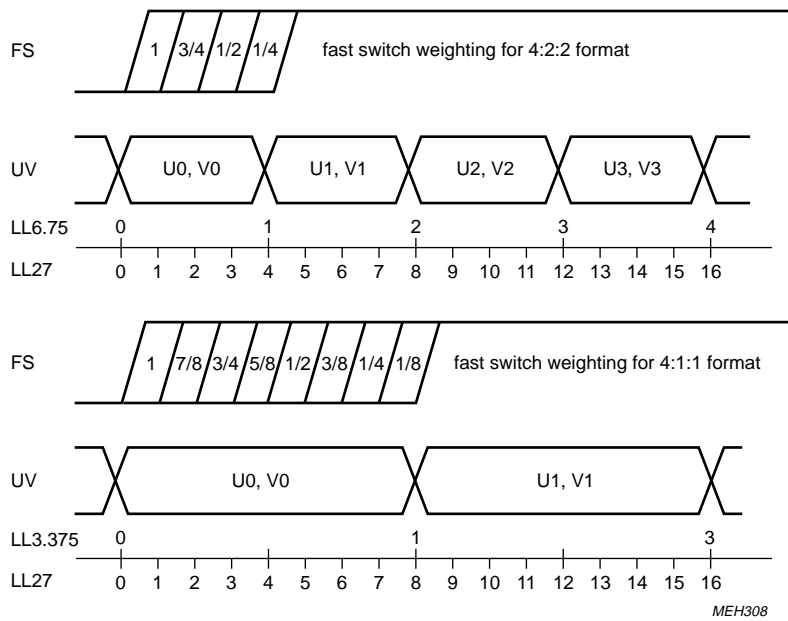 FS 1 3/4 1/2 1/4 fast switch weighting for 4:2:2 format
UV U0, V0 U1, V1 U2, V2 U3, V3
LL6.75 0 1 2 3 4
LL27 0 1 2 3 4 5 6 7 8 9 10 11 12 13 14 15 16
FS 1 7/8 3/4 5/8 1/2 3/8 1/4 1/8 fast switch weighting for 4:1:1 format
UV U0, V0 U1, V1
LL3.375 0 1 3
LL27 0 1 2 3 4 5 6 7 8 9 10 11 12 13 14 15 16
MEH308